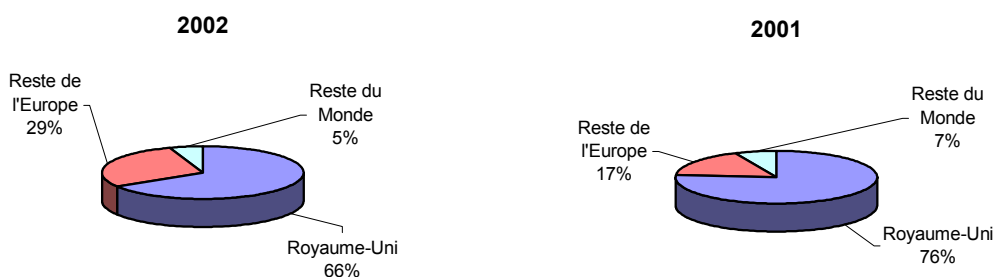 2002
Reste de
l'Europe
29%
Reste du
Monde
5%
Royaume-Uni
66%
2001
Reste de
l'Europe
17%
Reste du
Monde
7%
Royaume-Uni
76%